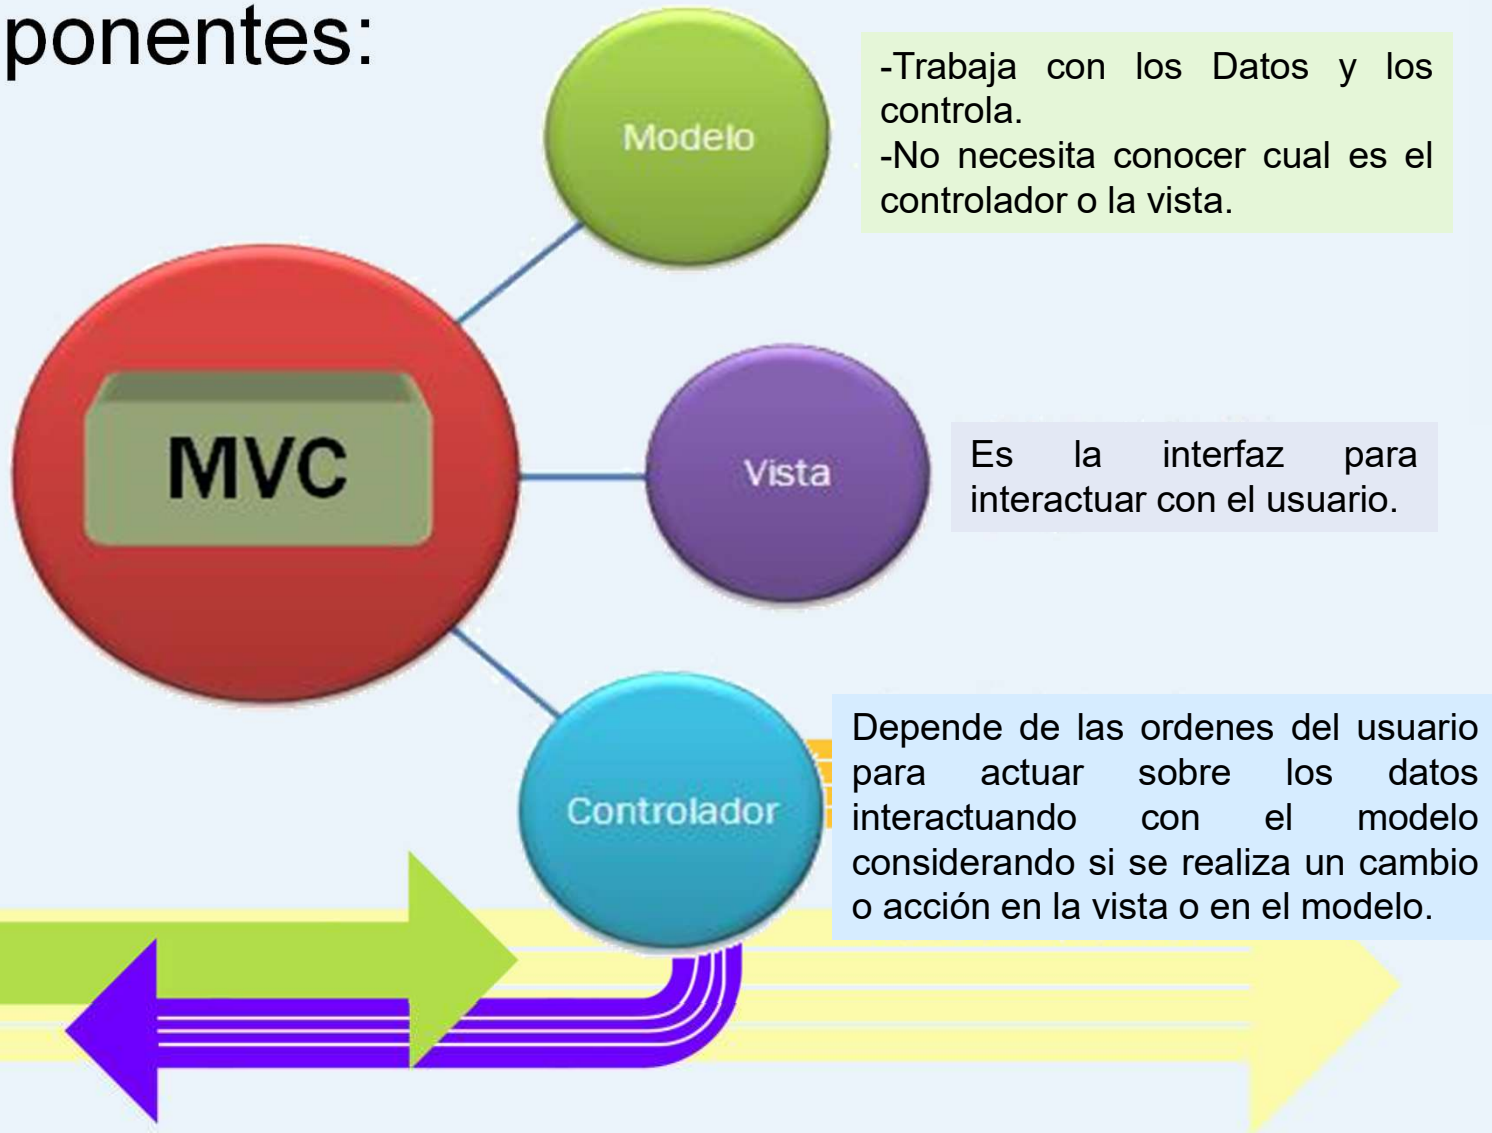 ponentes:
Modelo
-Trabaja con los Datos y los
controla.
-No necesita conocer cual es el
controlador o la vista.
MVC
Vista
Es la interfaz para
interactuar con el usuario.
Controlador
Depende de las ordenes del usuario
para actuar sobre los datos
interactuando con el modelo
considerando si se realiza un cambio
o acción en la vista o en el modelo.